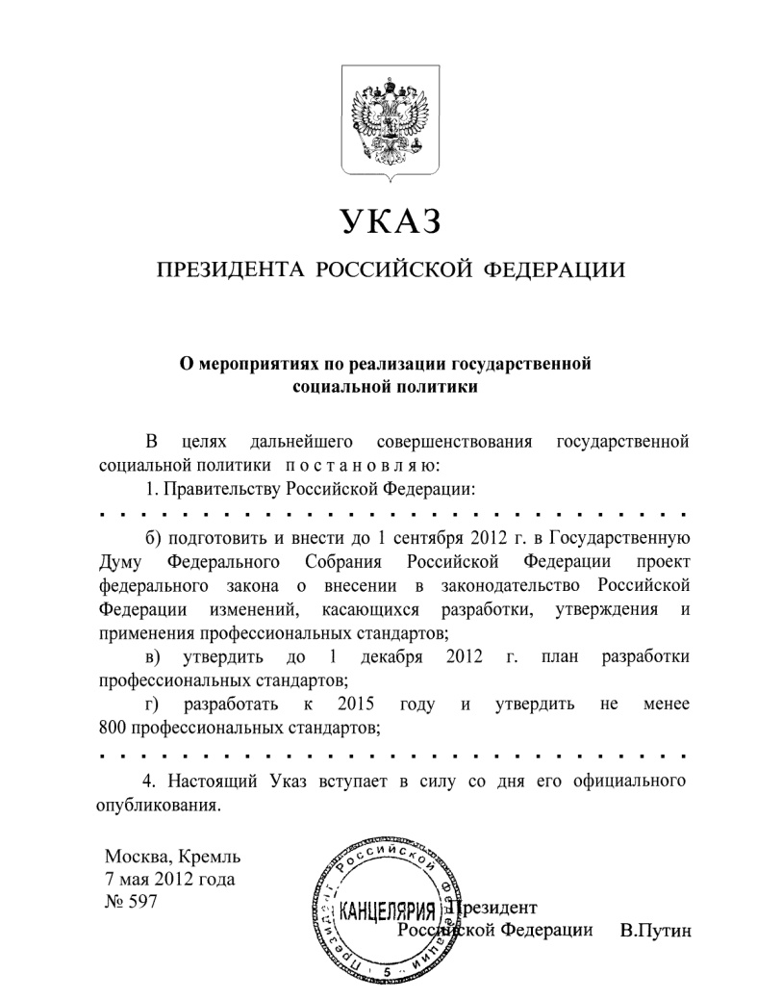 УКАЗ
ПРЕЗИДЕНТА РОССИЙСКОЙ ФЕДЕРАЦИИ
О мероприятиях по реализации государственной
социальной политики
В целях дальнейшего совершенствования государственной
социальной политики п о с т а н о в л я ю:
1. Правительству Российской Федерации:
. . . . . . . . . . . . . . . . . . . . . . . . . . . . . .
б) подготовить и внести до 1 сентября 2012 г. в Государственную
Думу Федерального Собрания Российской Федерации проект
федерального закона о внесении в законодательство Российской
Федерации изменений, касающихся разработки, утверждения и
применения профессиональных стандартов;
в) утвердить до 1 декабря 2012 г. план разработки
профессиональных стандартов;
г) разработать к 2015 году и утвердить не менее
800 профессиональных стандартов;
. . . . . . . . . . . . . . . . . . . . . . . . . . . . . .
4. Настоящий Указ вступает в силу со дня его официального
опубликования.
Москва, Кремль
7 мая 2012 года
№ 597
Президент Российской Федерации
КАНЦЕЛЯРИЯ
5
Президент
Российской Федерации В.Путин